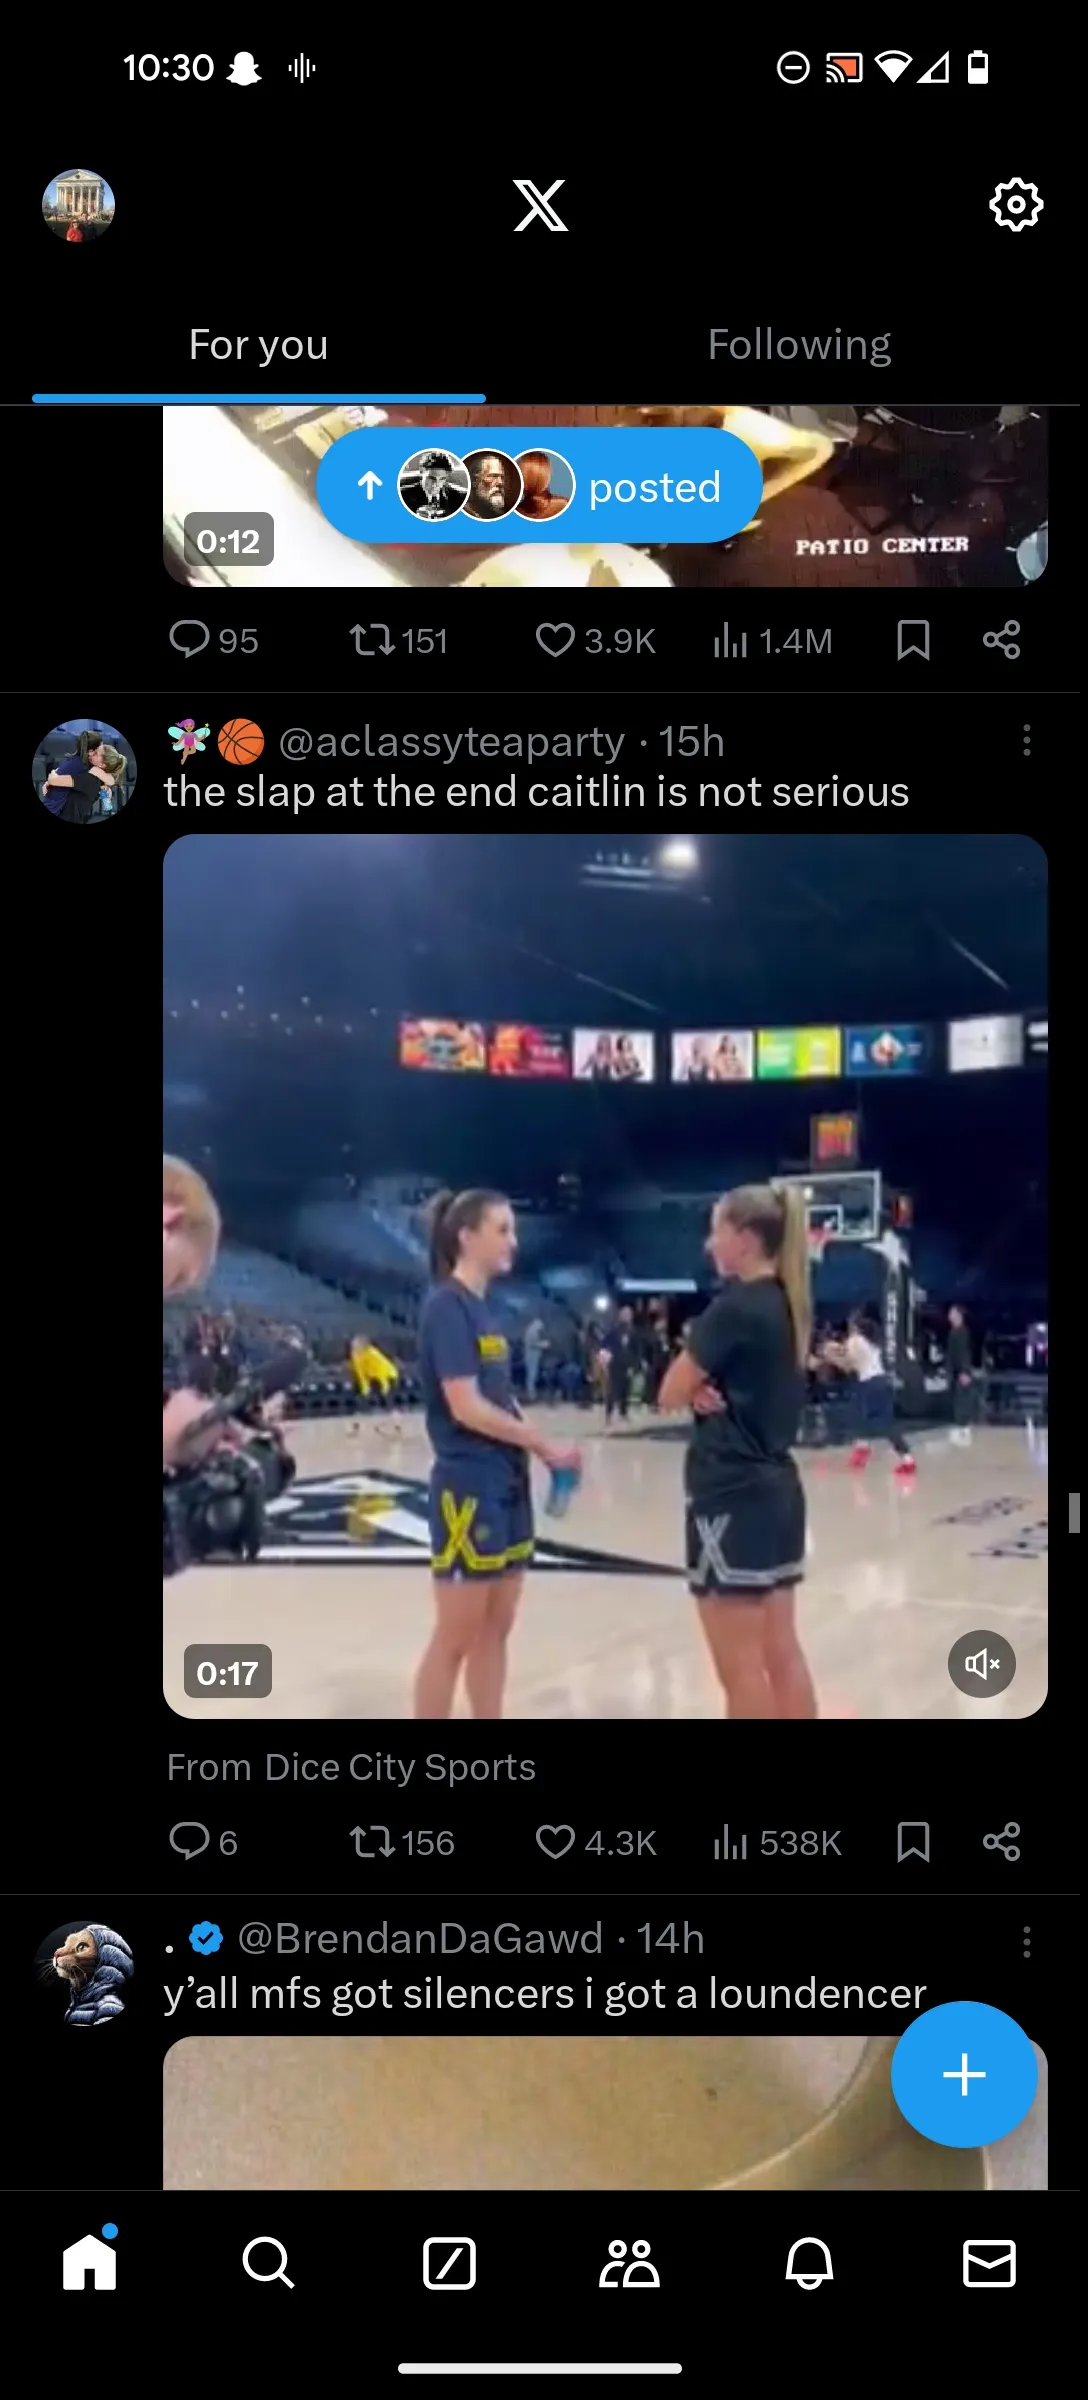 10:30
For you
Following
posted
0:12
PATIO CENTER
95
151
3.9K
1.4M
@aclassyteaparty · 15h
the slap at the end caitlin is not serious
0:17
From Dice City Sports
6
156
4.3K
538K
. @BrendanDaGawd · 14h
y’all mfs got silencers i got a loundencer